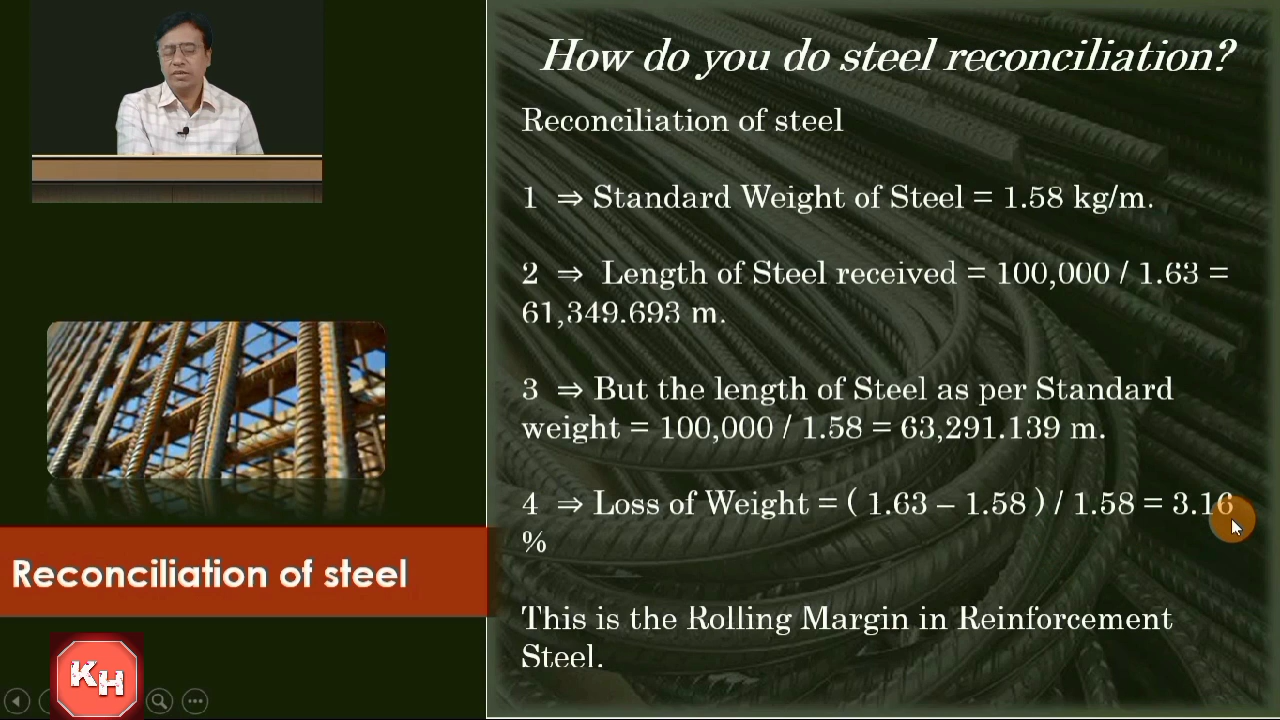 How do you do steel reconciliation?
Reconciliation of steel
1 ⇒ Standard Weight of Steel = 1.58 kg/m.
2 ⇒ Length of Steel received = 100,000 / 1.63 =
61,349.693 m.
3 ⇒ But the length of Steel as per Standard
weight = 100,000 / 1.58 = 63,291.139 m.
4 ⇒ Loss of Weight = ( 1.63 – 1.58 ) / 1.58 = 3.16
%
This is the Rolling Margin in Reinforcement
Steel.
Reconciliation of steel
KH